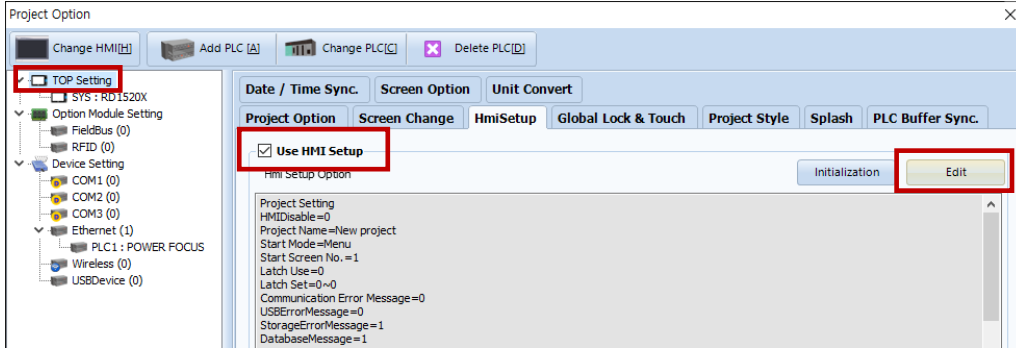 Project Option
Change HMI[H] Add PLC [A] Change PLC[C] Delete PLC[D]
TOP Setting
SYS : RD1520X
Option Module Setting
FieldBus (0)
RFID (0)
Device Setting
COM1 (0)
COM2 (0)
COM3 (0)
Ethernet (1)
PLC1 : POWER FOCUS
Wireless (0)
USBDevice (0)
Date / Time Sync. Screen Option Unit Convert
Project Option Screen Change HmiSetup Global Lock & Touch Project Style Splash PLC Buffer Sync.
Use HMI Setup
Hmi Setup Option
Initialization Edit
Project Setting
HMIDisable=0
Project Name=New project
Start Mode=Menu
Start Screen No.=1
Latch Use=0
Latch Set=0~0
Communication Error Message=0
USBErrorMessage=0
StorageErrorMessage=1
DatabaseMessage=1